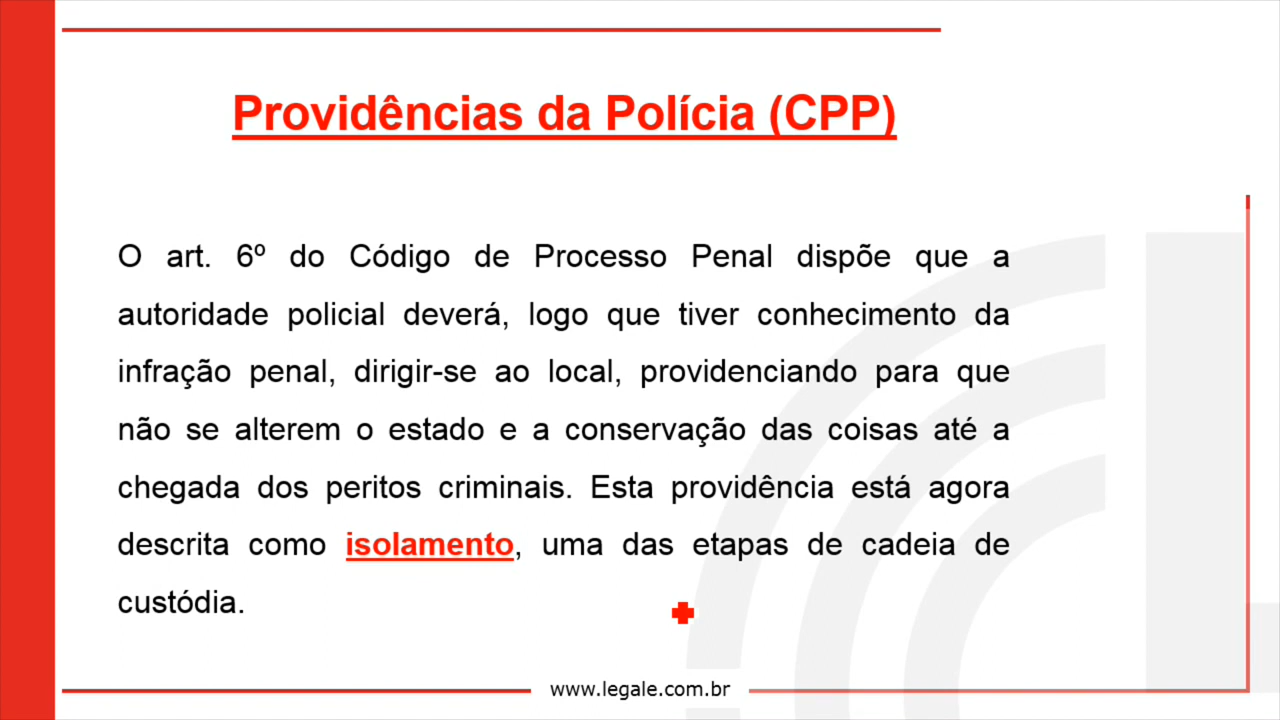 Providências da Polícia (CPP)
O art. 6º do Código de Processo Penal dispõe que a
autoridade policial deverá, logo que tiver conhecimento da
infração penal, dirigir-se ao local, providenciando para que
não se alterem o estado e a conservação das coisas até a
chegada dos peritos criminais. Esta providência está agora
descrita como isolamento, uma das etapas de cadeia de
custódia.
www.legale.com.br